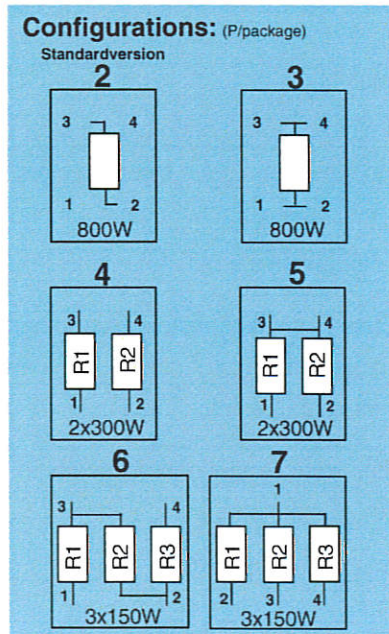 Configurations: (P/package)
Standardversion
2
3 4
1 2
800W
3
3 4
1 2
800W
4
3 4
R1 R2
1 2
2x300W
5
3 4
R1 R2
1 2
2x300W
6
3 4
R1 R2 R3
1 2
3x150W
7
1
R1 R2 R3
2 3 4
3x150W